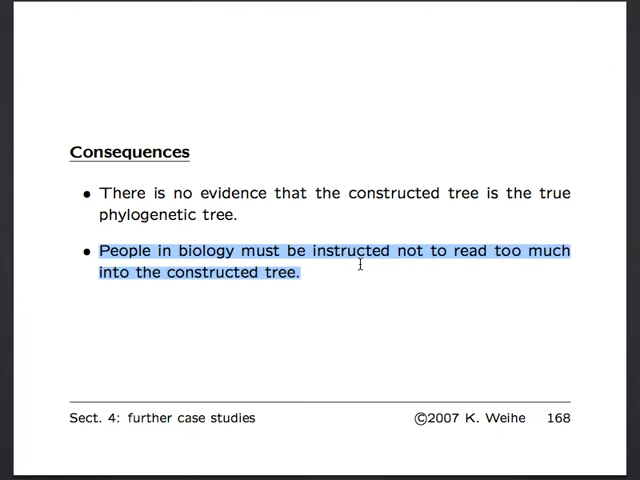 Consequences
• There is no evidence that the constructed tree is the true
phylogenetic tree.
• People in biology must be instructed not to read too much
into the constructed tree.
Sect. 4: further case studies ©2007 K. Weihe 168